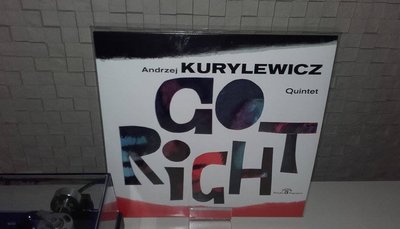 Andrzej KURYLEWICZ
Quintet
GO
RIGHT